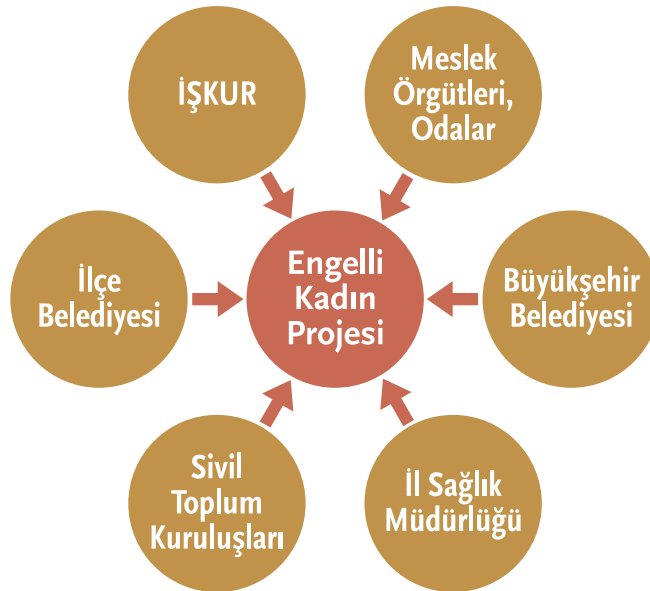 İŞKUR
Meslek
Örgütleri,
Odalar
İlçe
Belediyesi
Engelli
Kadın
Projesi
Büyükşehir
Belediyesi
Sivil
Toplum
Kuruluşları
İl Sağlık
Müdürlüğü